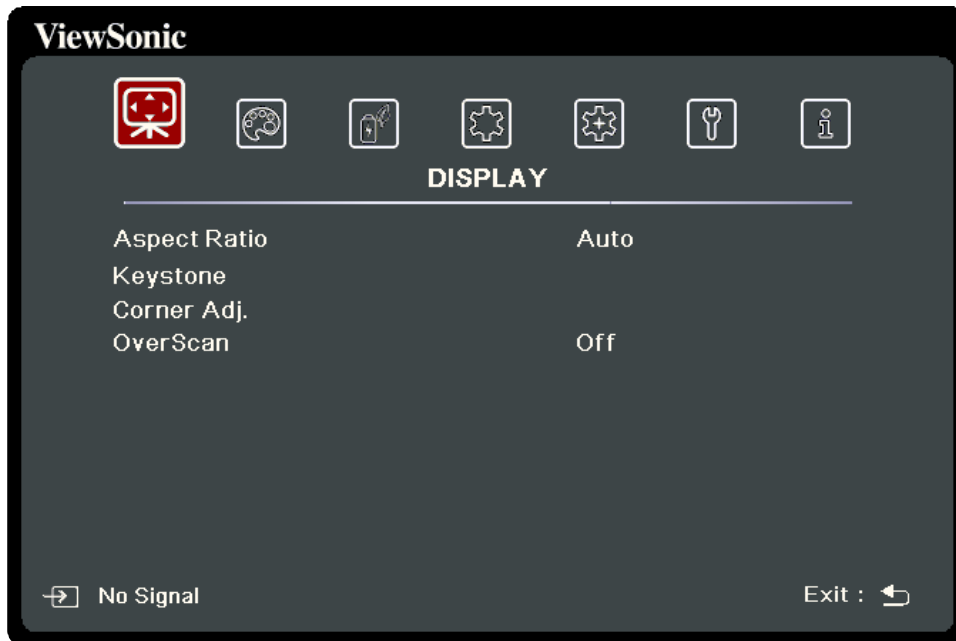 ViewSonic
DISPLAY
Aspect Ratio Auto
Keystone
Corner Adj.
OverScan Off
No Signal Exit :